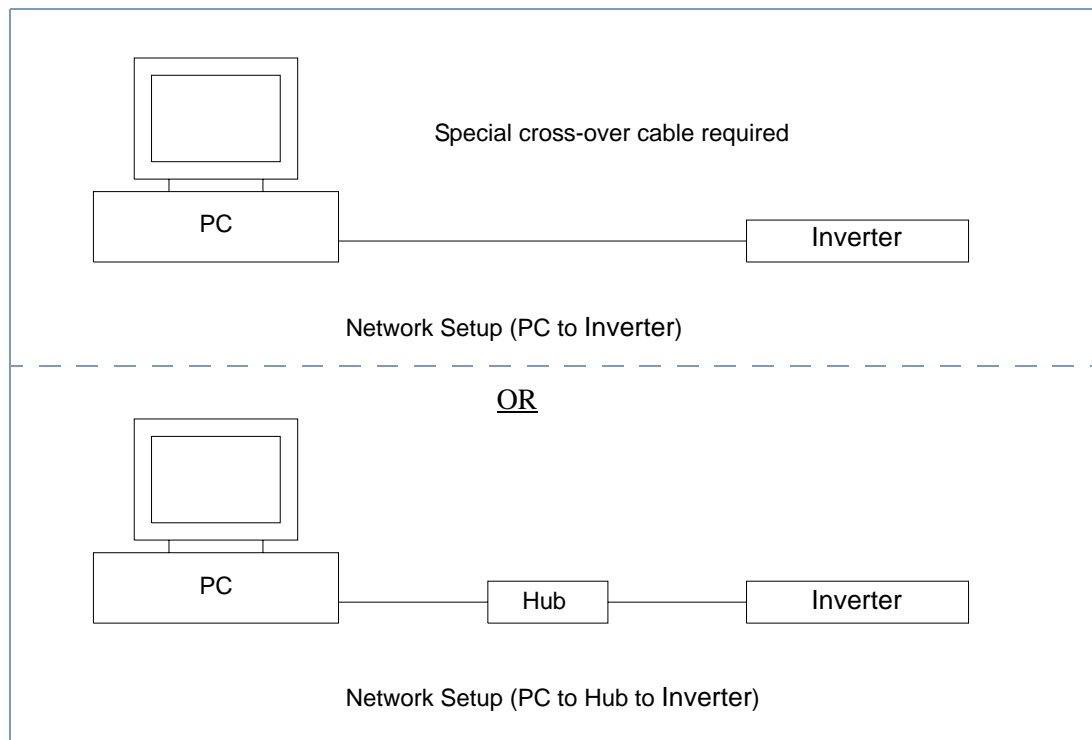 Special cross-over cable required
PC
Inverter
Network Setup (PC to Inverter)
OR
PC
Hub
Inverter
Network Setup (PC to Hub to Inverter)